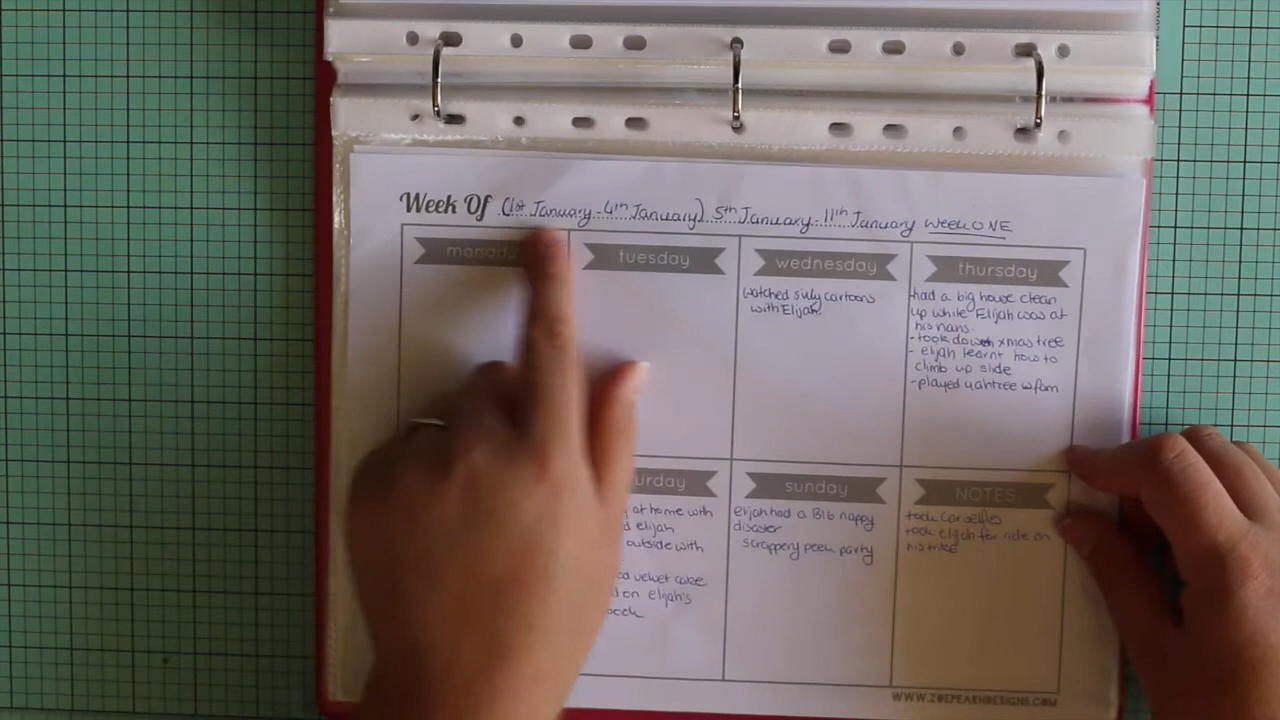 Week Of (1st January - 4th January) 5th January - 11th January Week ONE
monday
tuesday
wednesday
thursday
watched silly cartoons
with Elijah.
had a big house clean
up while Elijah was at
his nans.
- took down xmas tree
- elijah learnt how to
climb up slide
- played yahtzee w fam
sunday
NOTES
at home with
elijah
outside with
velvet cake
on elijah's
elijah had a BIG nappy
disaster
scrappery peek party
took car selfies
took elijah for ride on
his trike
WWW.ZOEPEARNDESIGNS.COM